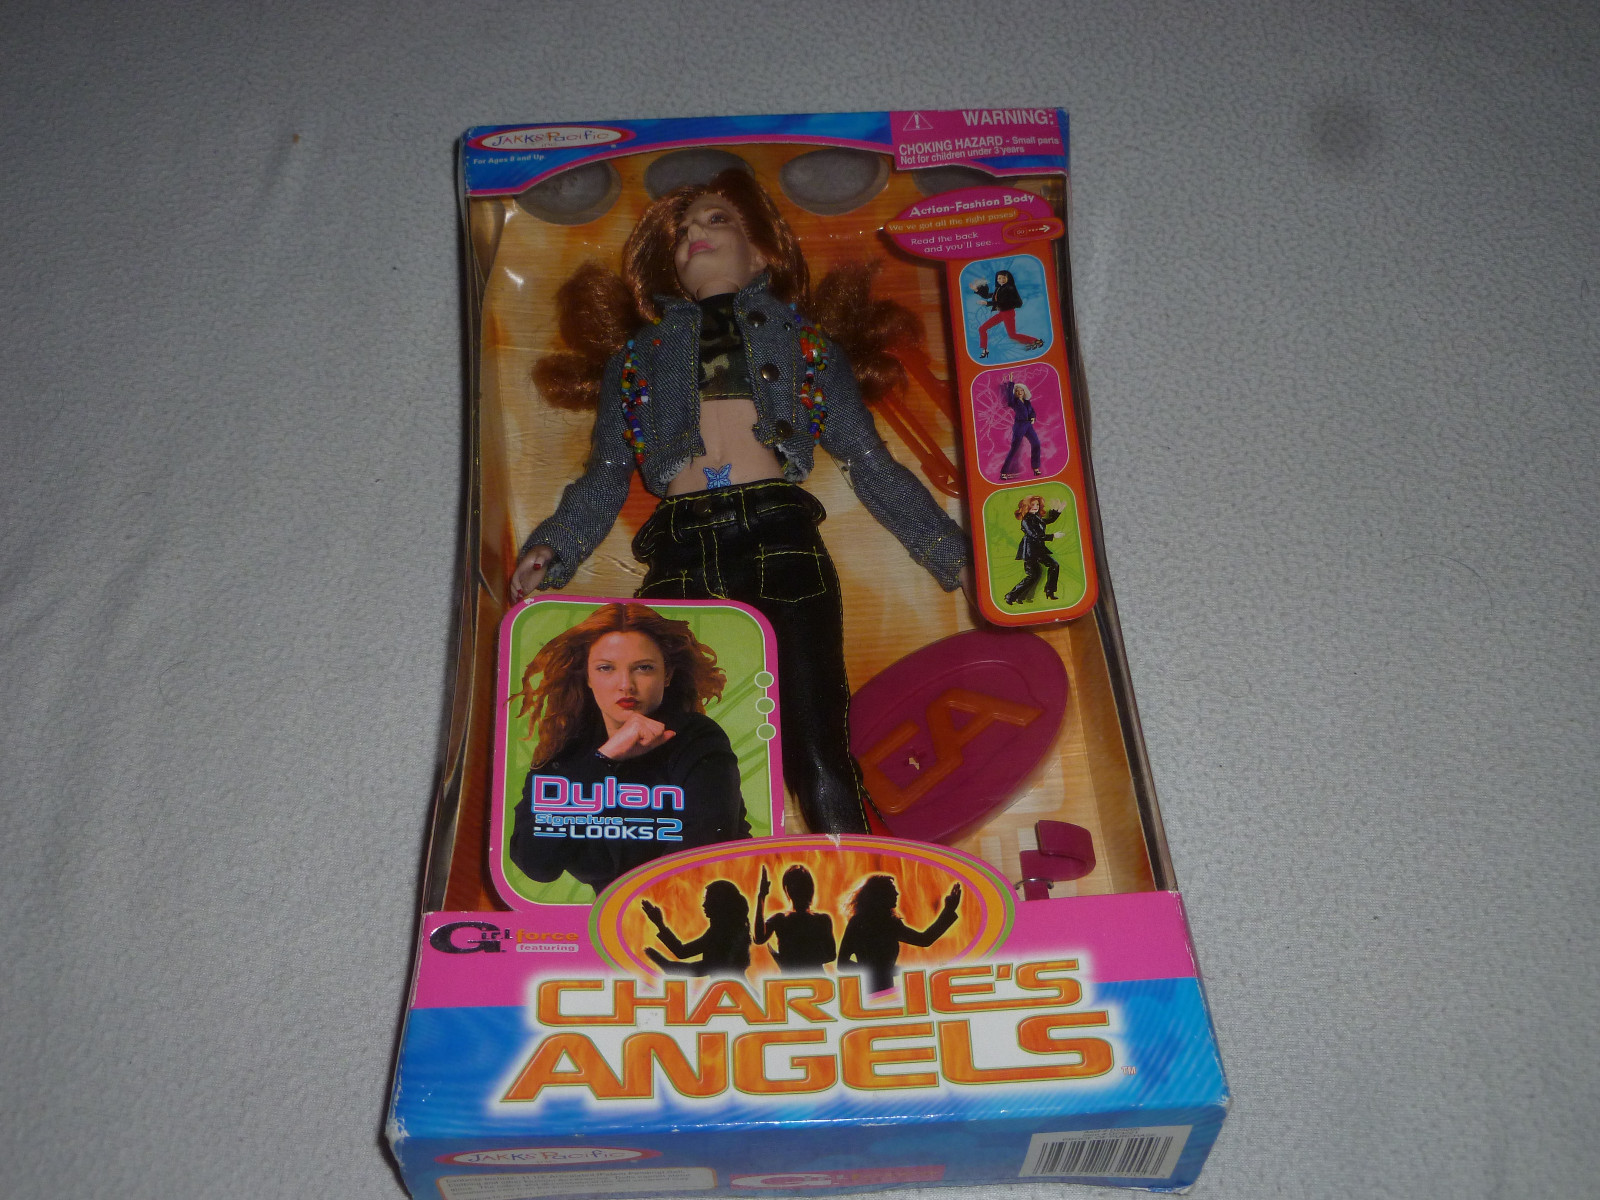 JAKKS Pacific
For Ages 6 and Up
WARNING:
CHOKING HAZARD - Small parts
Not for children under 3 years
Action-Fashion Body
We've got all the right poses!
Read the back
and you'll see...
CA
Dylan
Signature
LOOKS 2
Girl force
featuring
CHARLIE'S
ANGELS
TM
JAKKS Pacific